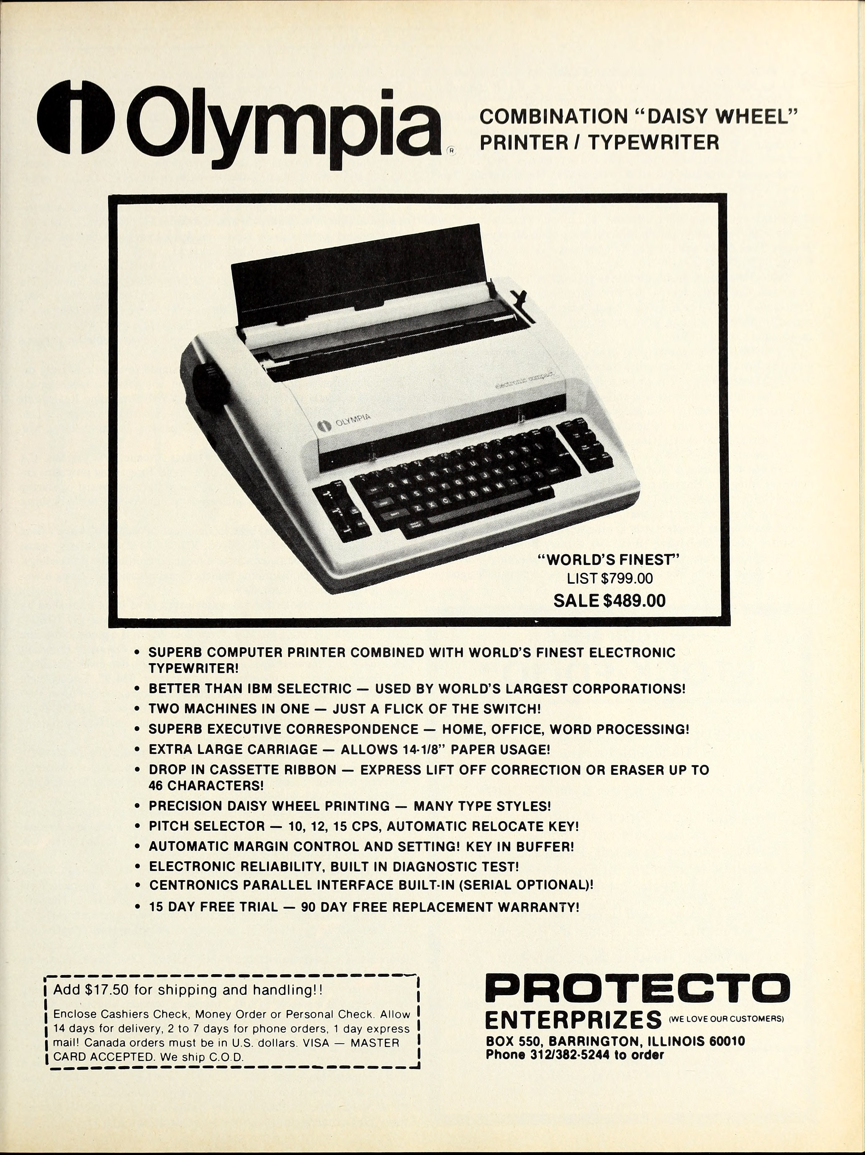 Olympia ®
COMBINATION “DAISY WHEEL”
PRINTER / TYPEWRITER
electronic compact
OLYMPIA
“WORLD’S FINEST”
LIST $799.00
SALE $489.00
• SUPERB COMPUTER PRINTER COMBINED WITH WORLD’S FINEST ELECTRONIC
TYPEWRITER!
• BETTER THAN IBM SELECTRIC — USED BY WORLD’S LARGEST CORPORATIONS!
• TWO MACHINES IN ONE — JUST A FLICK OF THE SWITCH!
• SUPERB EXECUTIVE CORRESPONDENCE — HOME, OFFICE, WORD PROCESSING!
• EXTRA LARGE CARRIAGE — ALLOWS 14-1/8” PAPER USAGE!
• DROP IN CASSETTE RIBBON — EXPRESS LIFT OFF CORRECTION OR ERASER UP TO
46 CHARACTERS!
• PRECISION DAISY WHEEL PRINTING — MANY TYPE STYLES!
• PITCH SELECTOR — 10, 12, 15 CPS, AUTOMATIC RELOCATE KEY!
• AUTOMATIC MARGIN CONTROL AND SETTING! KEY IN BUFFER!
• ELECTRONIC RELIABILITY, BUILT IN DIAGNOSTIC TEST!
• CENTRONICS PARALLEL INTERFACE BUILT-IN (SERIAL OPTIONAL)!
• 15 DAY FREE TRIAL — 90 DAY FREE REPLACEMENT WARRANTY!
Add $17.50 for shipping and handling!!
Enclose Cashiers Check, Money Order or Personal Check. Allow
14 days for delivery, 2 to 7 days for phone orders, 1 day express
mail! Canada orders must be in U.S. dollars. VISA — MASTER
CARD ACCEPTED. We ship C.O.D.
PROTECTO
ENTERPRIZES (WE LOVE OUR CUSTOMERS)
BOX 550, BARRINGTON, ILLINOIS 60010
Phone 312/382-5244 to order